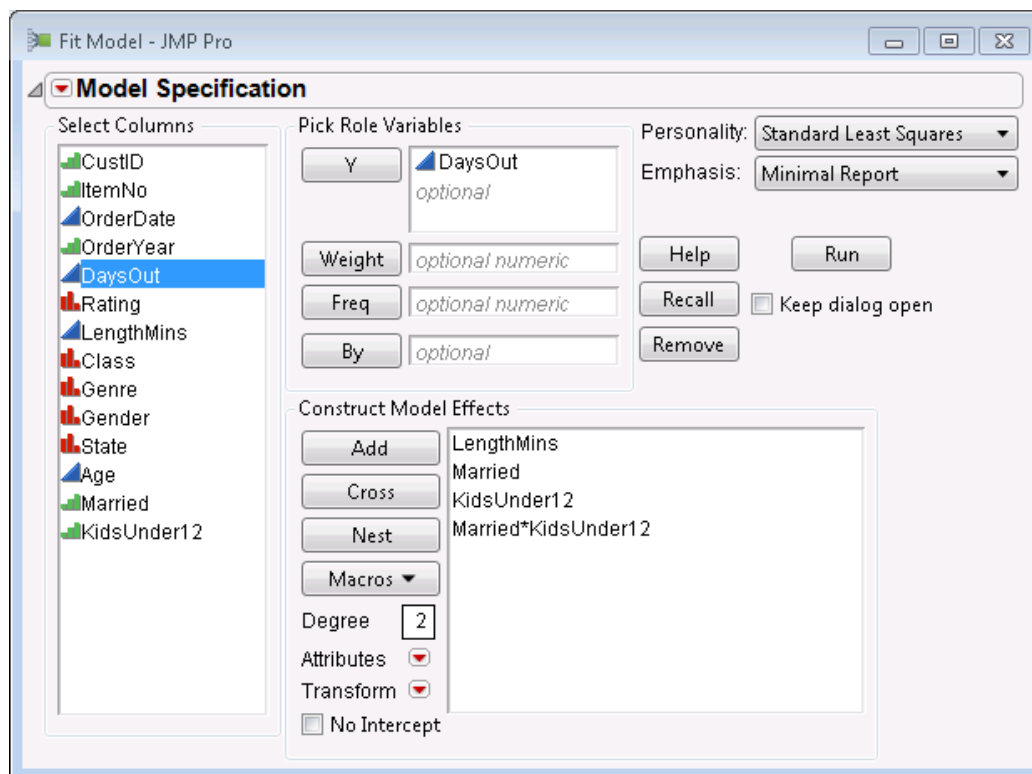 Fit Model - JMP Pro
Model Specification
Select Columns
CustID
ItemNo
OrderDate
OrderYear
DaysOut
Rating
LengthMins
Class
Genre
Gender
State
Age
Married
KidsUnder12
Pick Role Variables
Y
DaysOut
optional
Weight
optional numeric
Freq
optional numeric
By
optional
Personality:
Standard Least Squares
Emphasis:
Minimal Report
Help
Run
Recall
Keep dialog open
Remove
Construct Model Effects
Add
Cross
Nest
Macros
Degree 2
Attributes
Transform
No Intercept
LengthMins
Married
KidsUnder12
Married*KidsUnder12